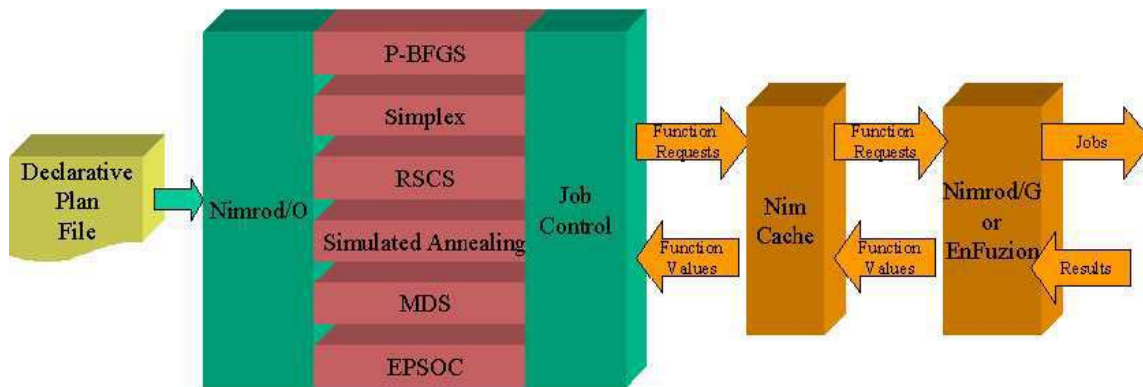 Declarative
Plan
File
Nimrod/O
P-BFGS
Simplex
RSCS
Simulated Annealing
MDS
EPSOC
Job
Control
Function
Requests
Function
Values
Nim
Cache
Function
Requests
Function
Values
Nimrod/G
or
EnFuzion
Jobs
Results